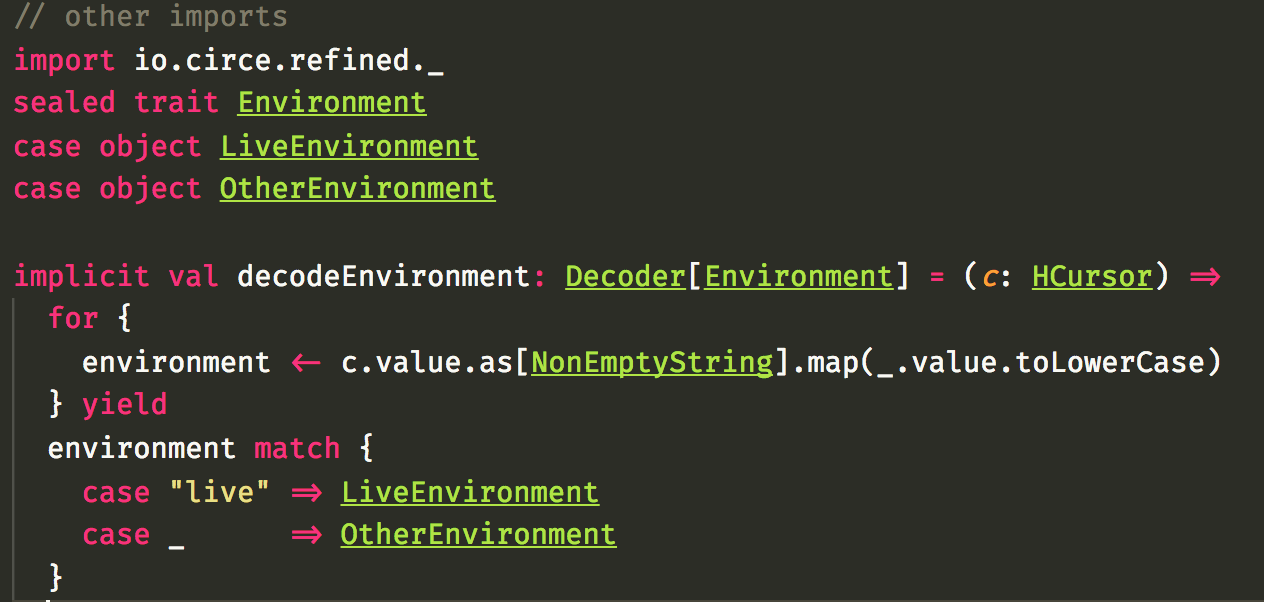 // other imports
import io.circe.refined._
sealed trait Environment
case object LiveEnvironment
case object OtherEnvironment
implicit val decodeEnvironment: Decoder[Environment] = (c: HCursor) ⇒
for {
environment ← c.value.as[NonEmptyString].map(_.value.toLowerCase)
} yield
environment match {
case "live" ⇒ LiveEnvironment
case _ ⇒ OtherEnvironment
}